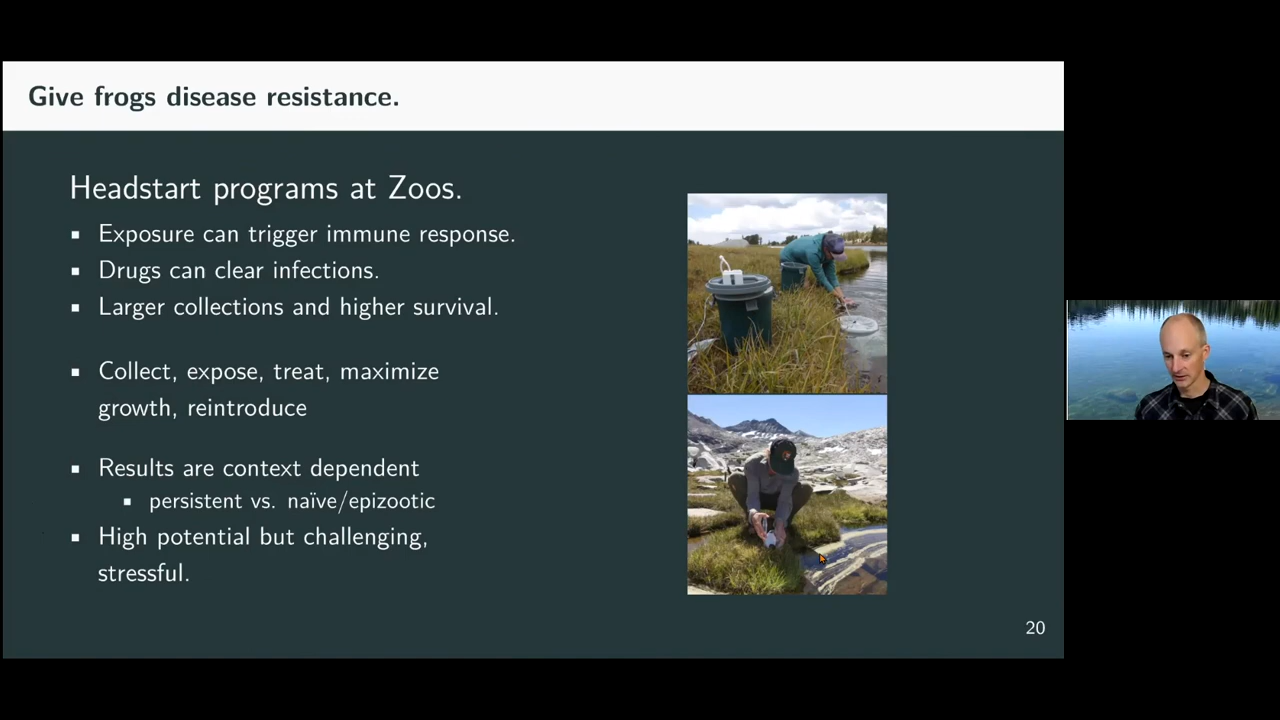 Give frogs disease resistance.
Headstart programs at Zoos.
▪ Exposure can trigger immune response.
▪ Drugs can clear infections.
▪ Larger collections and higher survival.
▪ Collect, expose, treat, maximize
growth, reintroduce
▪ Results are context dependent
▪ persistent vs. naïve/epizootic
▪ High potential but challenging,
stressful.
20